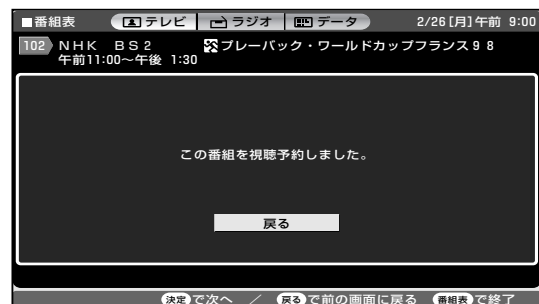 ■番組表 テレビ ラジオ データ 2/26[月]午前 9:00
102 NHK BS2 プレーバック・ワールドカップフランス98
午前11:00～午後 1:30
この番組を視聴予約しました。
戻る
決定で次へ ／ 戻るで前の画面に戻る 番組表で終了